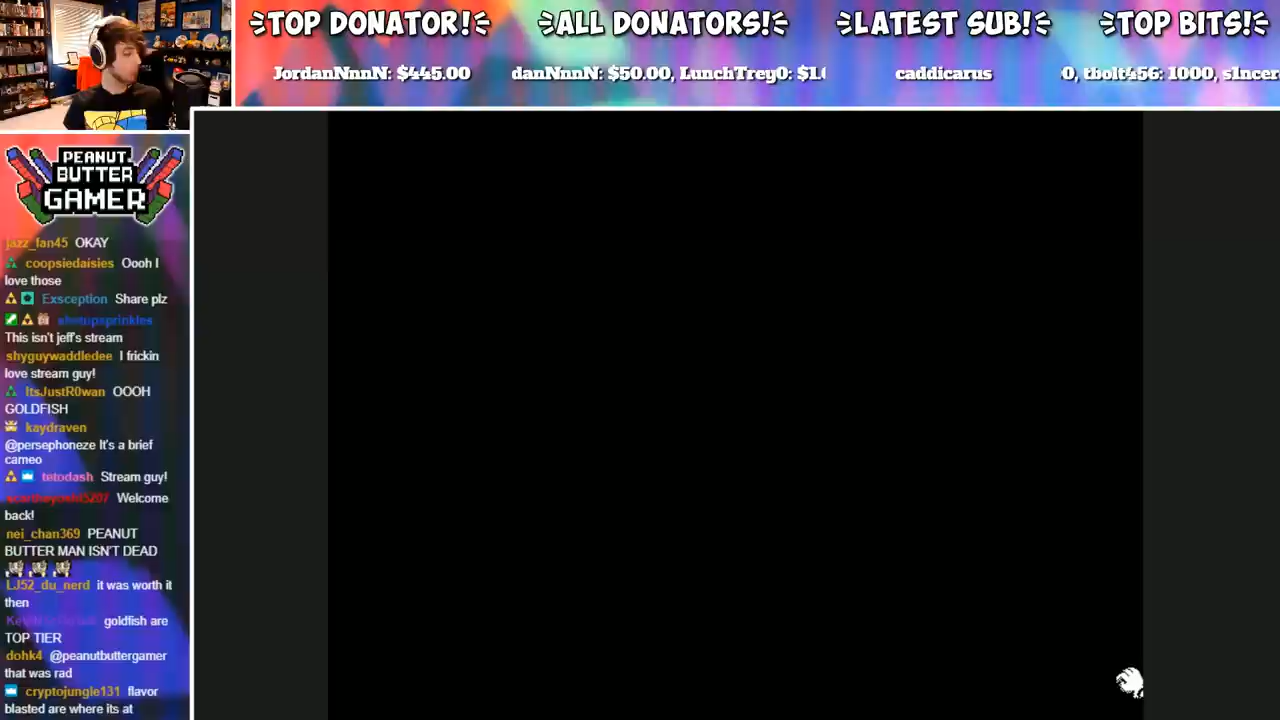 TOP DONATOR! ALL DONATORS! LATEST SUB! TOP BITS!
JordanNnnN: $445.00 danNnnN: $50.00, LunchTrey0: $1. caddicarus 0, tbolt456: 1000, s1ncer
PEANUT
BUTTER
GAMER
jazz_fan45 OKAY
coopsiedaisies Oooh I
love those
Exsception Share plz
This isn't jeff's stream
shyguywaddledee I frickin
love stream guy!
ItsJustR0wan OOOH
GOLDFISH
kaydraven
@persephoneze It's a brief
cameo
tetodash Stream guy!
Welcome
back!
nei_chan369 PEANUT
BUTTER MAN ISN'T DEAD
LJ52_du_nerd it was worth it
then
goldfish are
TOP TIER
dohk4 @peanutbuttergamer
that was rad
cryptojungle131 flavor
blasted are where its at